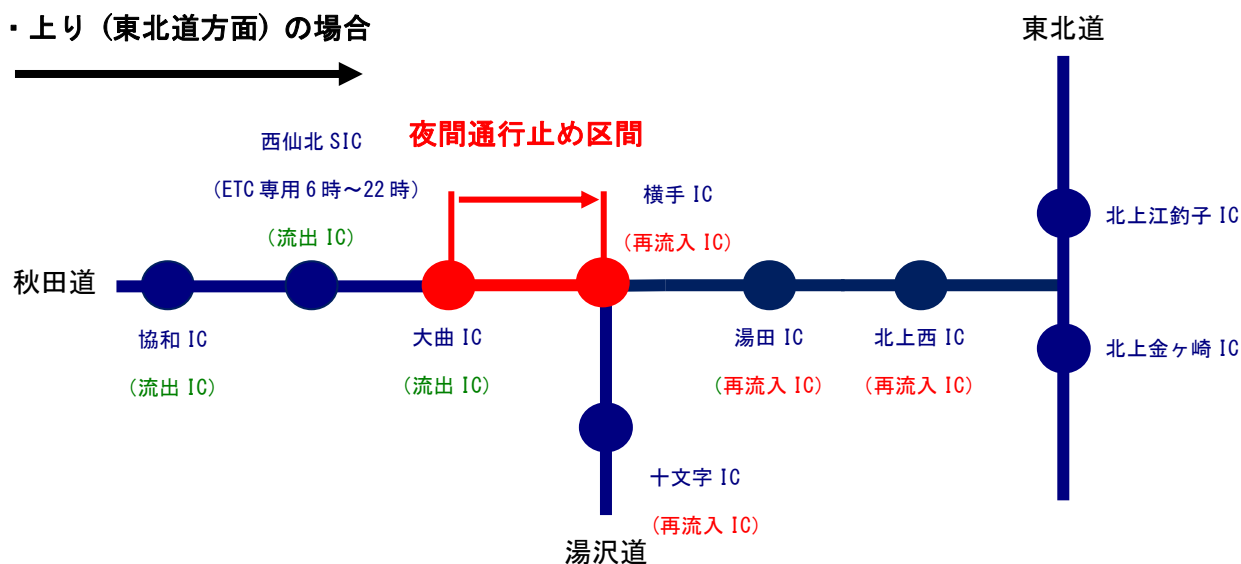 ・上り (東北道方面) の場合
東北道
西仙北 SIC
(ETC 専用 6 時～22 時)
(流出 IC)
夜間通行止め区間
横手 IC
(再流入 IC)
北上江釣子 IC
秋田道
協和 IC
(流出 IC)
大曲 IC
(流出 IC)
湯田 IC
(再流入 IC)
北上西 IC
(再流入 IC)
北上金ヶ崎 IC
十文字 IC
(再流入 IC)
湯沢道